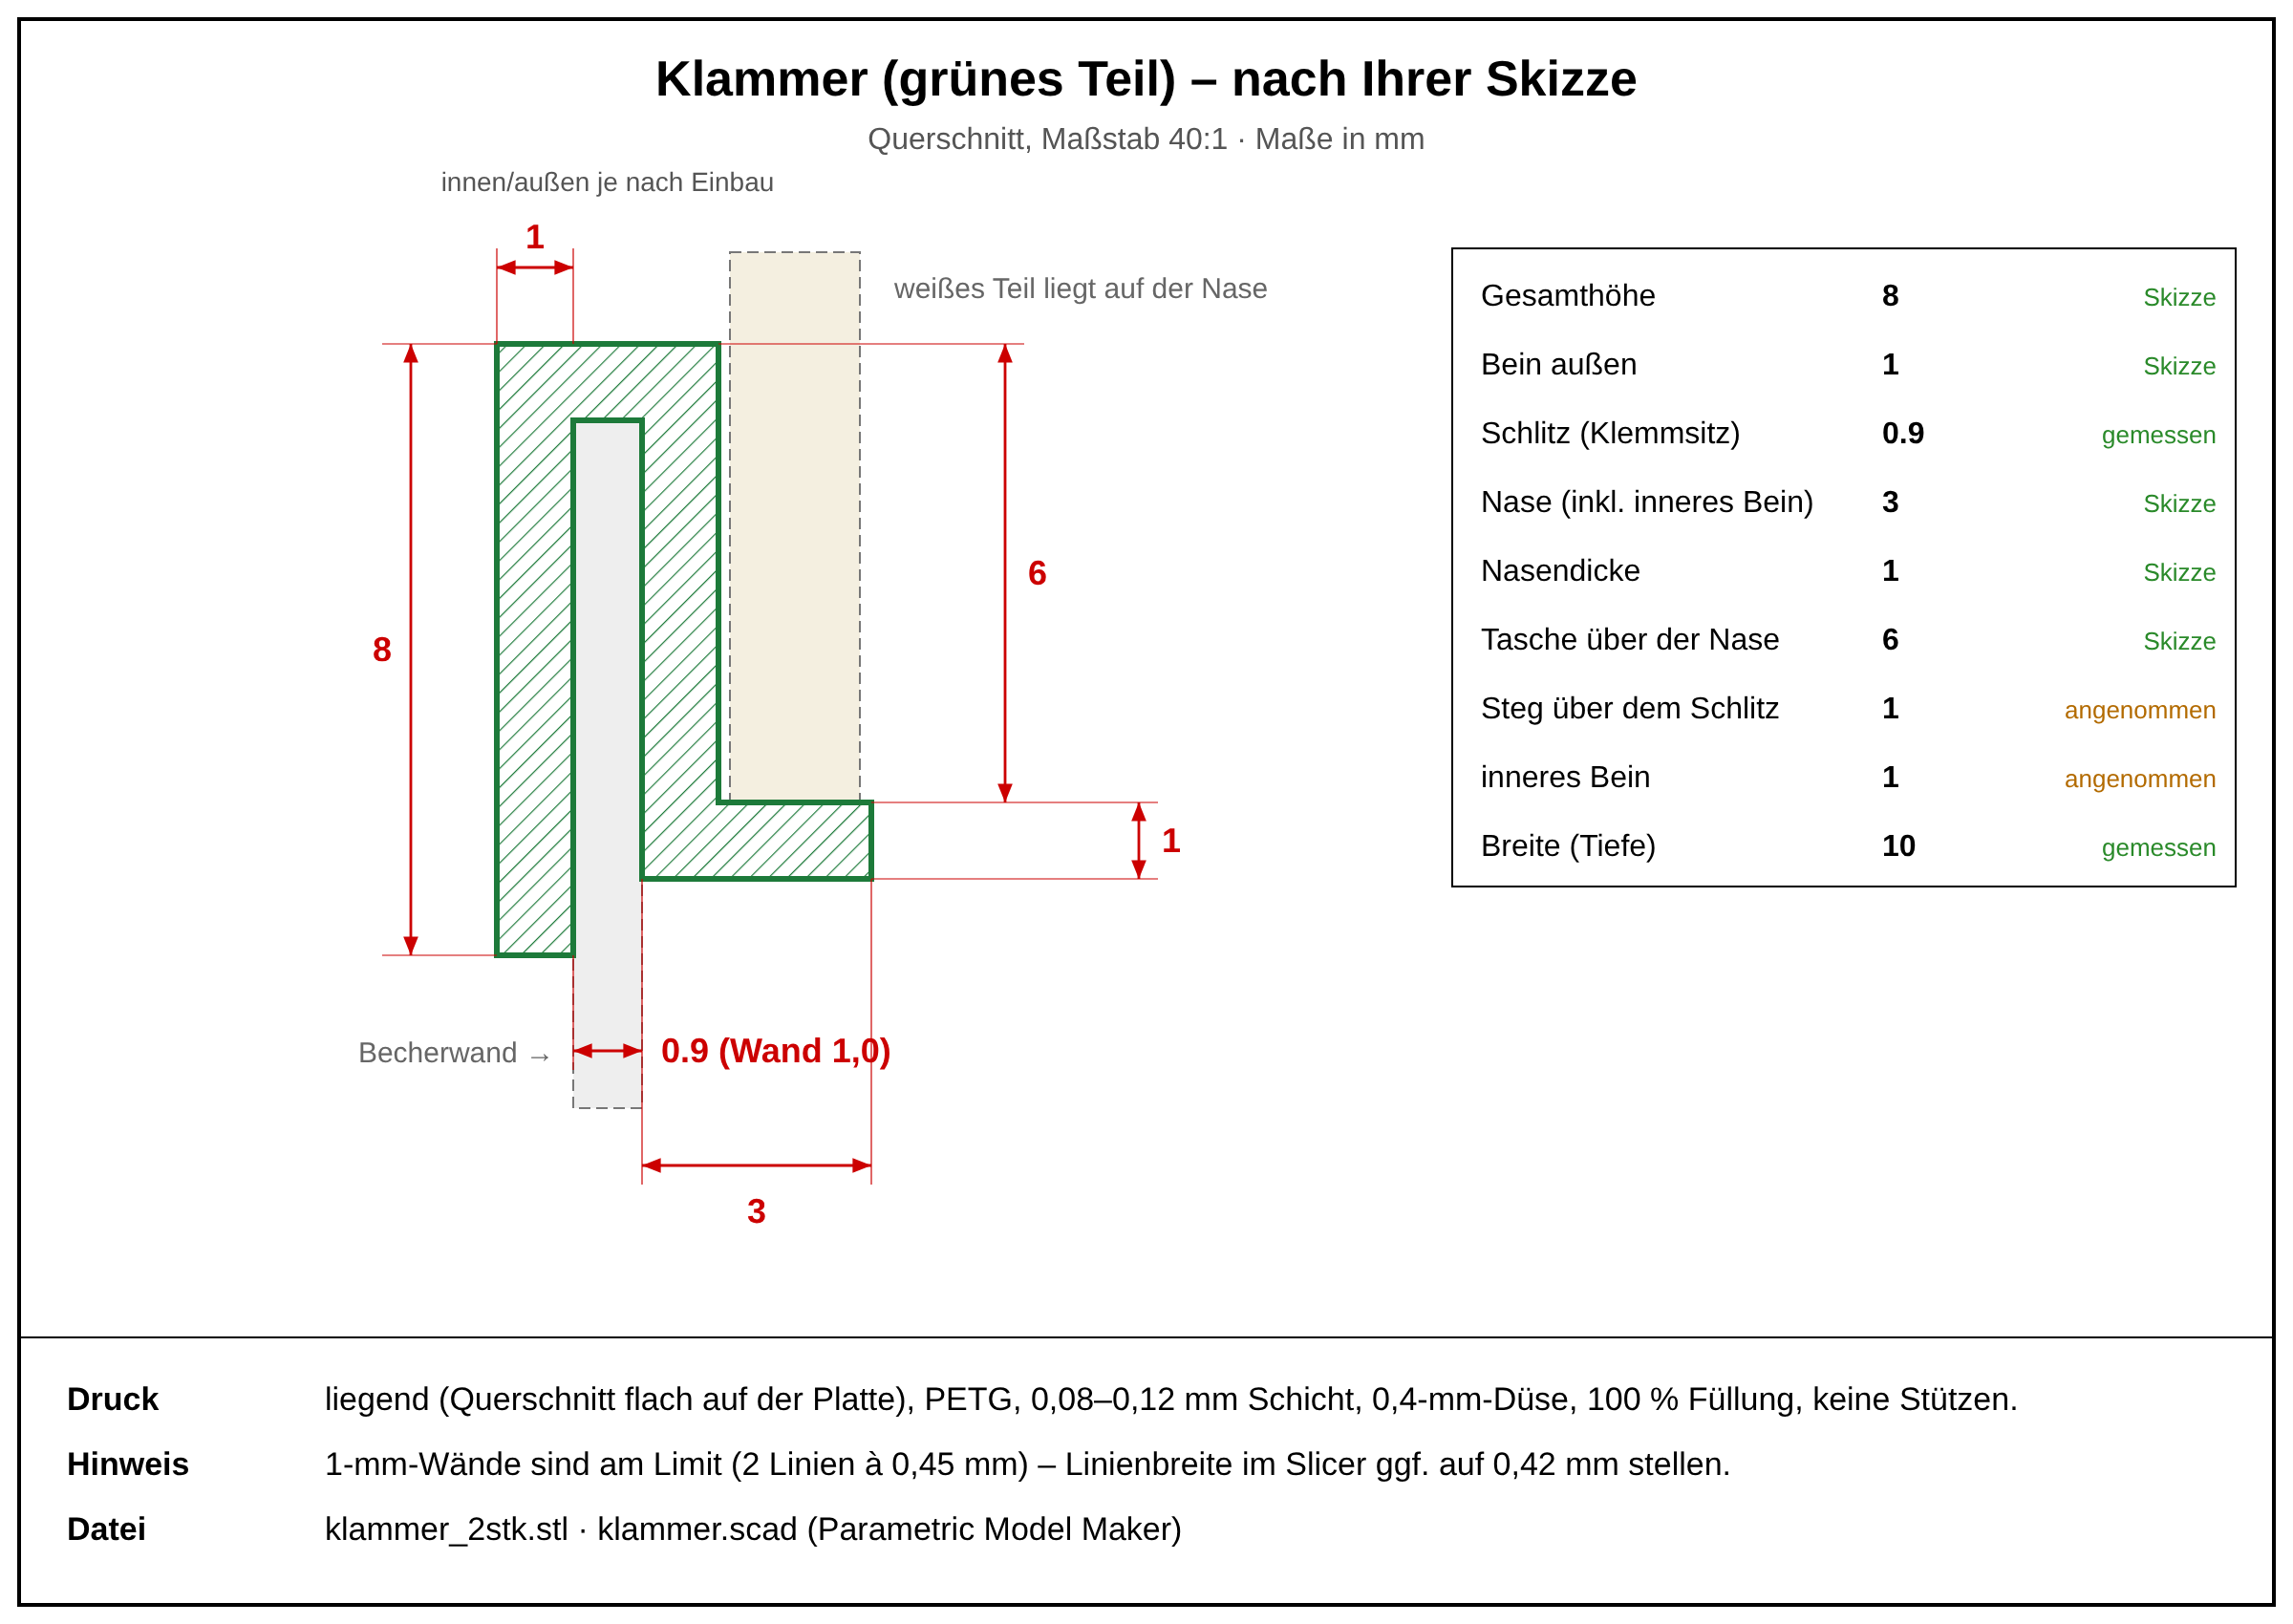 Klammer (grünes Teil) – nach Ihrer Skizze
Querschnitt, Maßstab 40:1 · Maße in mm
innen/außen je nach Einbau
1
weißes Teil liegt auf der Nase
6
8
1
Becherwand →
0.9 (Wand 1,0)
3
Gesamthöhe 8 Skizze
Bein außen 1 Skizze
Schlitz (Klemmsitz) 0.9 gemessen
Nase (inkl. inneres Bein) 3 Skizze
Nasendicke 1 Skizze
Tasche über der Nase 6 Skizze
Steg über dem Schlitz 1 angenommen
inneres Bein 1 angenommen
Breite (Tiefe) 10 gemessen
Druck liegend (Querschnitt flach auf der Platte), PETG, 0,08–0,12 mm Schicht, 0,4-mm-Düse, 100 % Füllung, keine Stützen.
Hinweis 1-mm-Wände sind am Limit (2 Linien à 0,45 mm) – Linienbreite im Slicer ggf. auf 0,42 mm stellen.
Datei klammer_2stk.stl · klammer.scad (Parametric Model Maker)